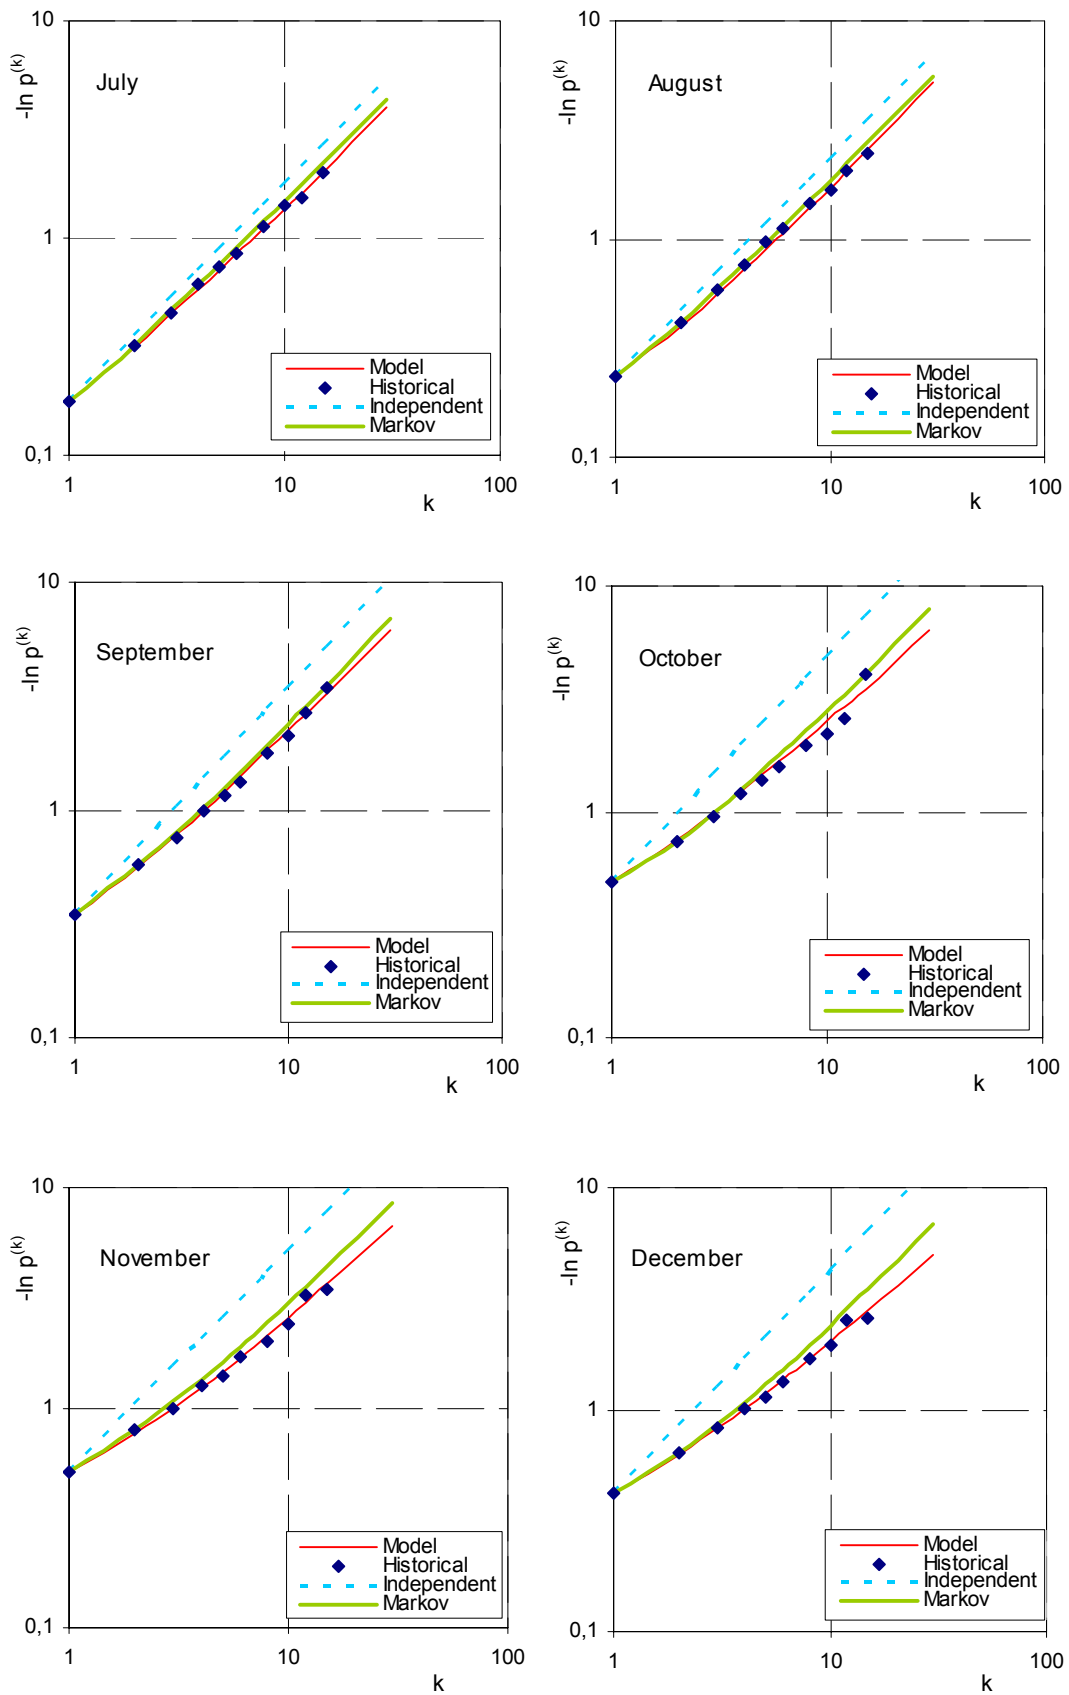 10
-ln p(k)
July
1
Model
Historical
Independent
Markov
0,1
1
10
100
k
10
-ln p(k)
August
1
Model
Historical
Independent
Markov
0,1
1
10
100
k
10
-ln p(k)
September
1
Model
Historical
Independent
Markov
0,1
1
10
100
k
10
-ln p(k)
October
1
Model
Historical
Independent
Markov
0,1
1
10
100
k
10
-ln p(k)
November
1
Model
Historical
Independent
Markov
0,1
1
10
100
k
10
-ln p(k)
December
1
Model
Historical
Independent
Markov
0,1
1
10
100
k